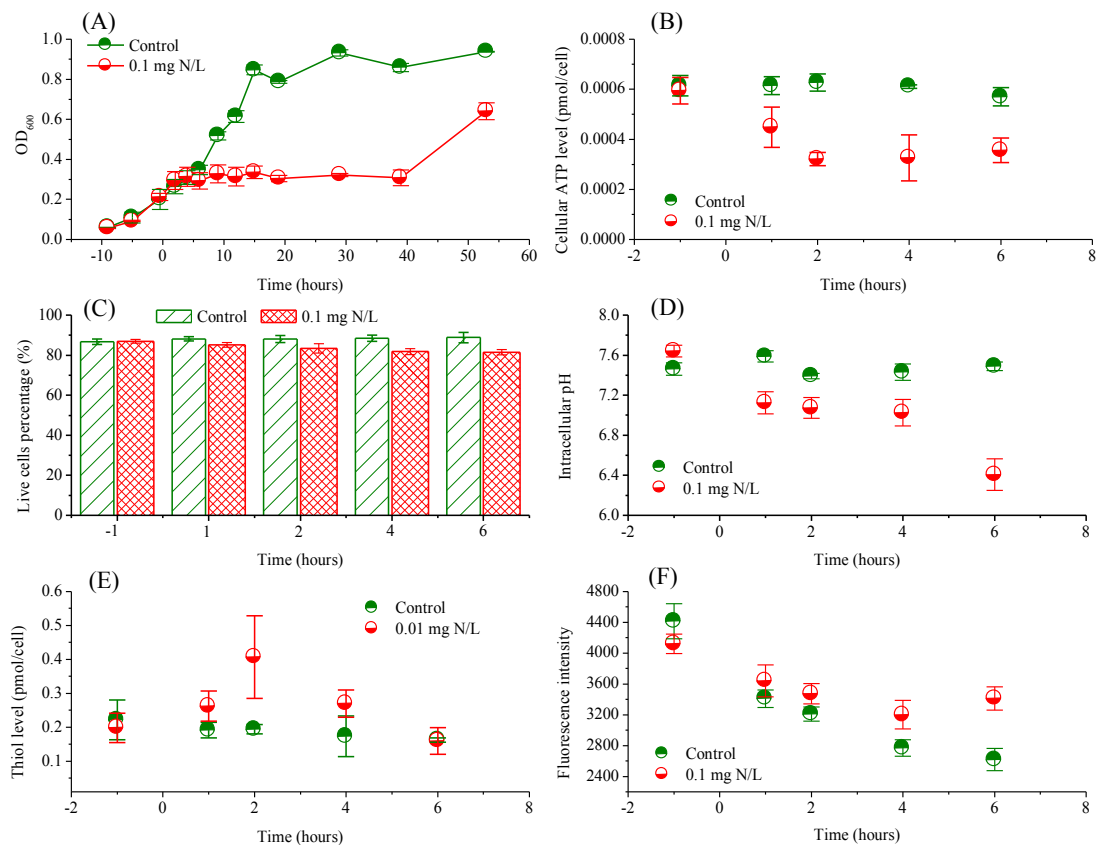 (A)
Control
0.1 mg N/L
OD600
1.0
0.8
0.6
0.4
0.2
0.0
-10 0 10 20 30 40 50 60
Time (hours)
(B)
Cellular ATP level (pmol/cell)
0.0008
0.0006
0.0004
0.0002
0.0000
Control
0.1 mg N/L
-2 0 2 4 6 8
Time (hours)
(C)
Control
0.1 mg N/L
Live cells percentage (%)
100
80
60
40
20
0
-1 1 2 4 6
Time (hours)
(D)
Intracellular pH
8.0
7.6
7.2
6.8
6.4
6.0
Control
0.1 mg N/L
-2 0 2 4 6 8
Time (hours)
(E)
Thiol level (pmol/cell)
0.6
0.5
0.4
0.3
0.2
0.1
Control
0.01 mg N/L
-2 0 2 4 6 8
Time (hours)
(F)
Fluorescence intensity
4800
4400
4000
3600
3200
2800
2400
Control
0.1 mg N/L
-2 0 2 4 6 8
Time (hours)